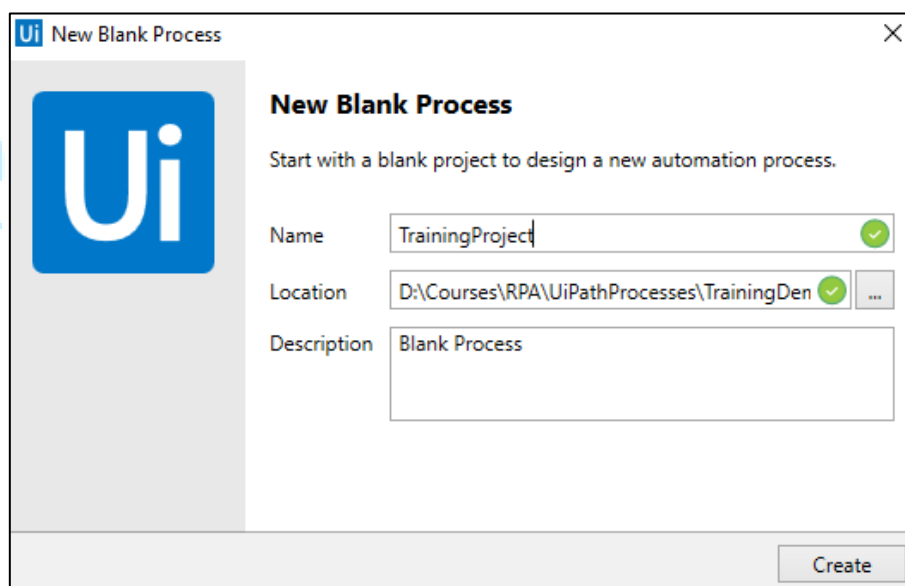 Ui New Blank Process
Ui
New Blank Process
Start with a blank project to design a new automation process.
Name TrainingProject
Location D:\Courses\RPA\UiPathProcesses\TrainingDen ...
Description Blank Process
Create